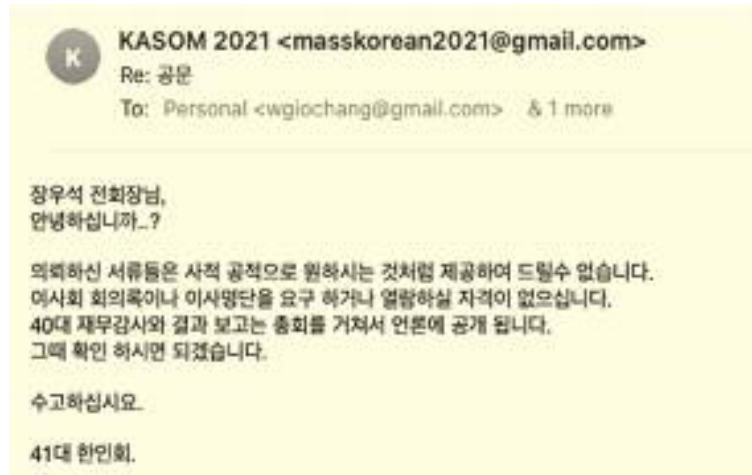 K
KASOM 2021 <masskorean2021@gmail.com>
Re: 공문
To: Personal <wgiochang@gmail.com> & 1 more
장우석 전회장님,
안녕하십니까..?
의뢰하신 서류들은 사적 공적으로 원하시는 것처럼 제공하여 드릴수 없습니다.
이사회 회의록이나 이사명단을 요구 하거나 열람하실 자격이 없으십니다.
40대 재무감사와 결과 보고는 총회를 거쳐서 언론에 공개 됩니다.
그때 확인 하시면 되겠습니다.
수고하십시요.
41대 한인회.